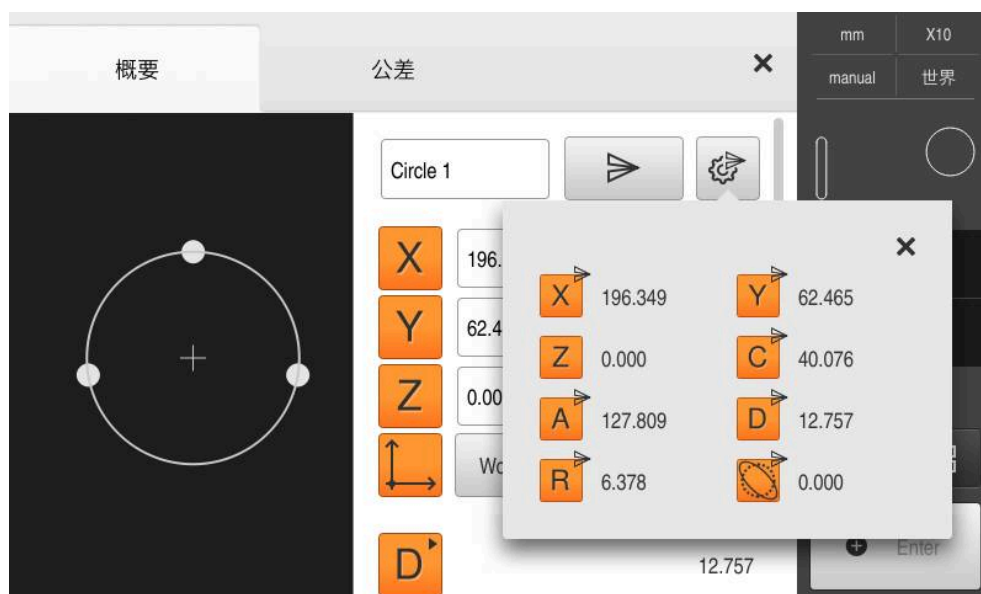 概要
公差
mm
X10
manual
世界
Circle 1
X
196.
Y
62.4
Z
0.00
Wo
D
12.757
X 196.349
Y 62.465
Z 0.000
C 40.076
A 127.809
D 12.757
R 6.378
0.000
Enter